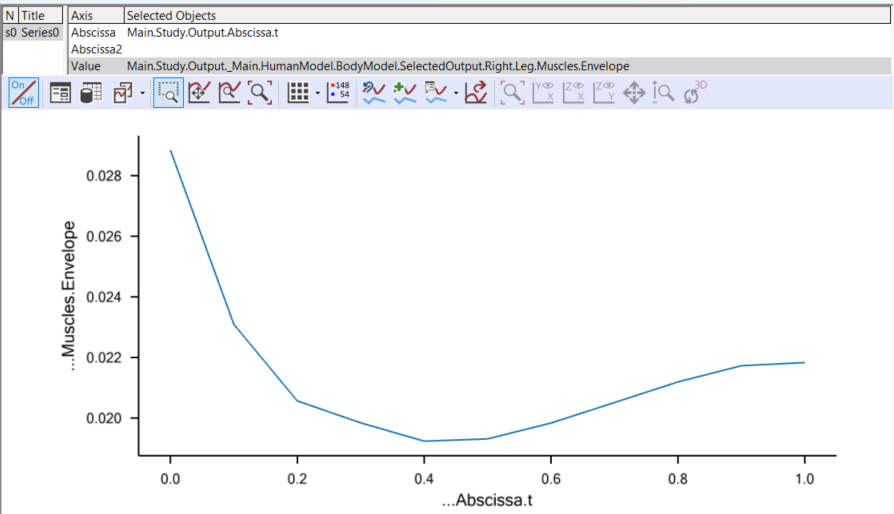 N Title Axis Selected Objects
s0 Series0 Abscissa Main.Study.Output.Abscissa.t
Abscissa2
Value Main.Study.Output._Main.HumanModel.BodyModel.SelectedOutput.Right.Leg.Muscles.Envelope
On/Off 148 54 Y X Z X Z Y 3D
0.028
0.026
0.024
0.022
0.020
...Muscles.Envelope
0.0 0.2 0.4 0.6 0.8 1.0
...Abscissa.t